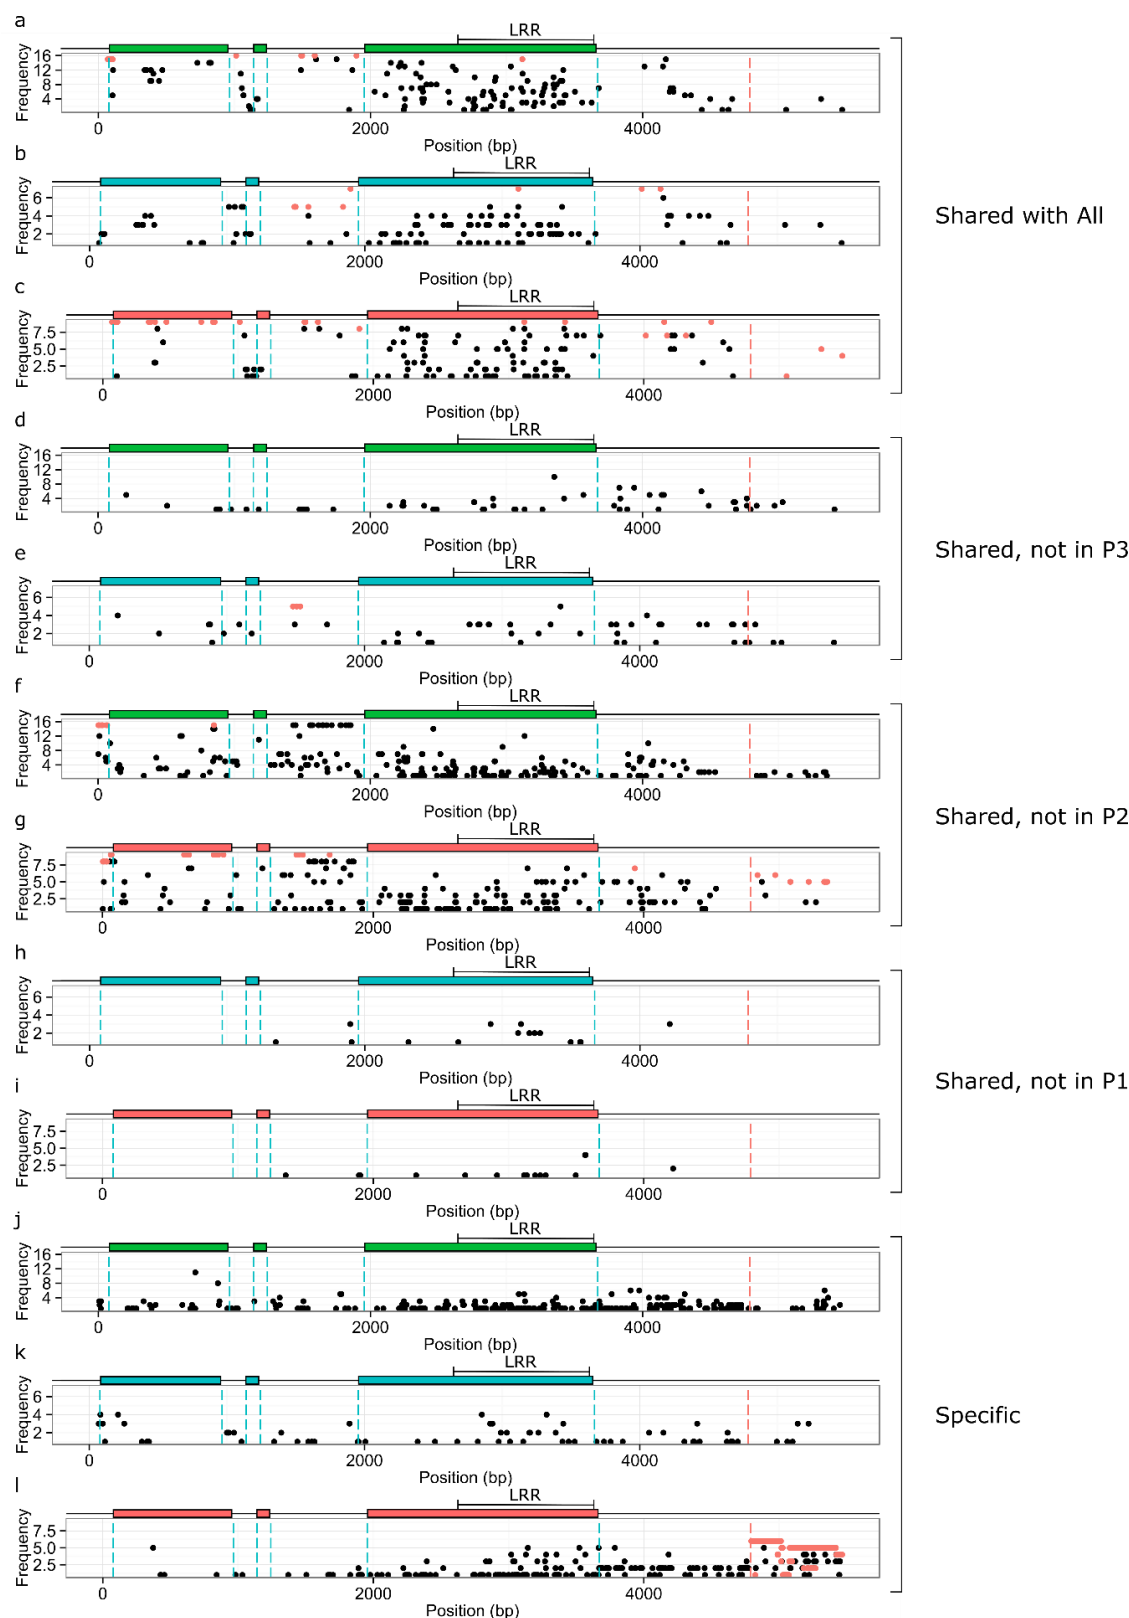 a
LRR
Frequency
16
12
8
4
0
2000
4000
Position (bp)
b
LRR
Frequency
6
4
2
0
2000
4000
Position (bp)
Shared with All
c
LRR
Frequency
7.5
5.0
2.5
0
2000
4000
Position (bp)
d
LRR
Frequency
16
12
8
4
0
2000
4000
Position (bp)
Shared, not in P3
e
LRR
Frequency
6
4
2
0
2000
4000
Position (bp)
f
LRR
Frequency
16
12
8
4
0
2000
4000
Position (bp)
Shared, not in P2
g
LRR
Frequency
7.5
5.0
2.5
0
2000
4000
Position (bp)
h
LRR
Frequency
6
4
2
0
2000
4000
Position (bp)
Shared, not in P1
i
LRR
Frequency
7.5
5.0
2.5
0
2000
4000
Position (bp)
j
LRR
Frequency
16
12
8
4
0
2000
4000
Position (bp)
k
LRR
Frequency
6
4
2
0
2000
4000
Position (bp)
Specific
l
LRR
Frequency
7.5
5.0
2.5
0
2000
4000
Position (bp)